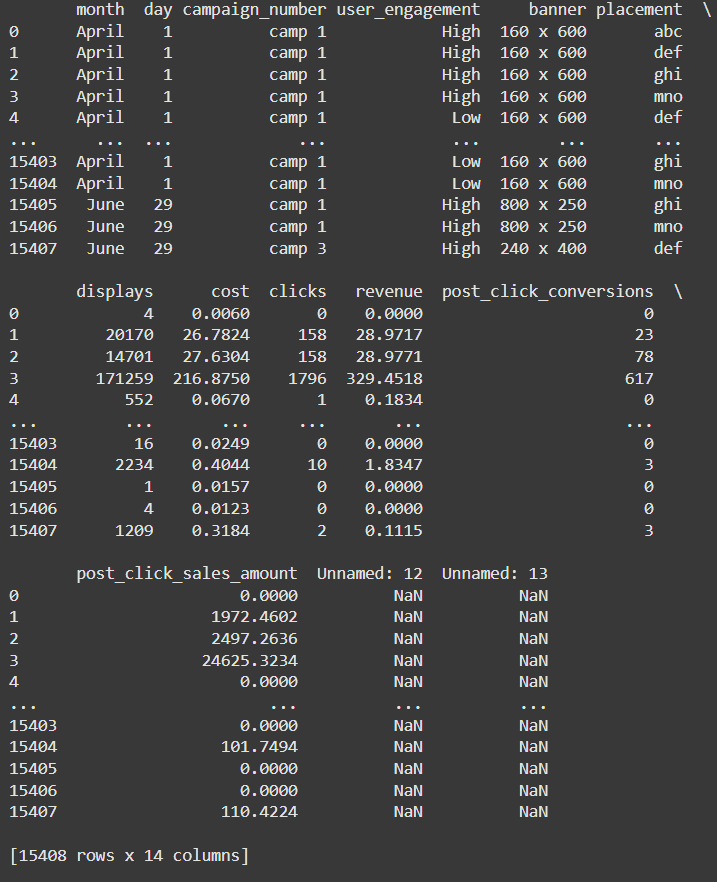 month day campaign_number user_engagement banner placement \
0 April 1 camp 1 High 160 x 600 abc
1 April 1 camp 1 High 160 x 600 def
2 April 1 camp 1 High 160 x 600 ghi
3 April 1 camp 1 High 160 x 600 mno
4 April 1 camp 1 Low 160 x 600 def
... ... ... ... ... ... ...
15403 April 1 camp 1 Low 160 x 600 ghi
15404 April 1 camp 1 Low 160 x 600 mno
15405 June 29 camp 1 High 800 x 250 ghi
15406 June 29 camp 1 High 800 x 250 mno
15407 June 29 camp 3 High 240 x 400 def
displays cost clicks revenue post_click_conversions \
0 4 0.0060 0 0.0000 0
1 20170 26.7824 158 28.9717 23
2 14701 27.6304 158 28.9771 78
3 171259 216.8750 1796 329.4518 617
4 552 0.0670 1 0.1834 0
... ... ... ... ... ...
15403 16 0.0249 0 0.0000 0
15404 2234 0.4044 10 1.8347 3
15405 1 0.0157 0 0.0000 0
15406 4 0.0123 0 0.0000 0
15407 1209 0.3184 2 0.1115 3
post_click_sales_amount Unnamed: 12 Unnamed: 13
0 0.0000 NaN NaN
1 1972.4602 NaN NaN
2 2497.2636 NaN NaN
3 24625.3234 NaN NaN
4 0.0000 NaN NaN
... ... ... ...
15403 0.0000 NaN NaN
15404 101.7494 NaN NaN
15405 0.0000 NaN NaN
15406 0.0000 NaN NaN
15407 110.4224 NaN NaN
[15408 rows x 14 columns]